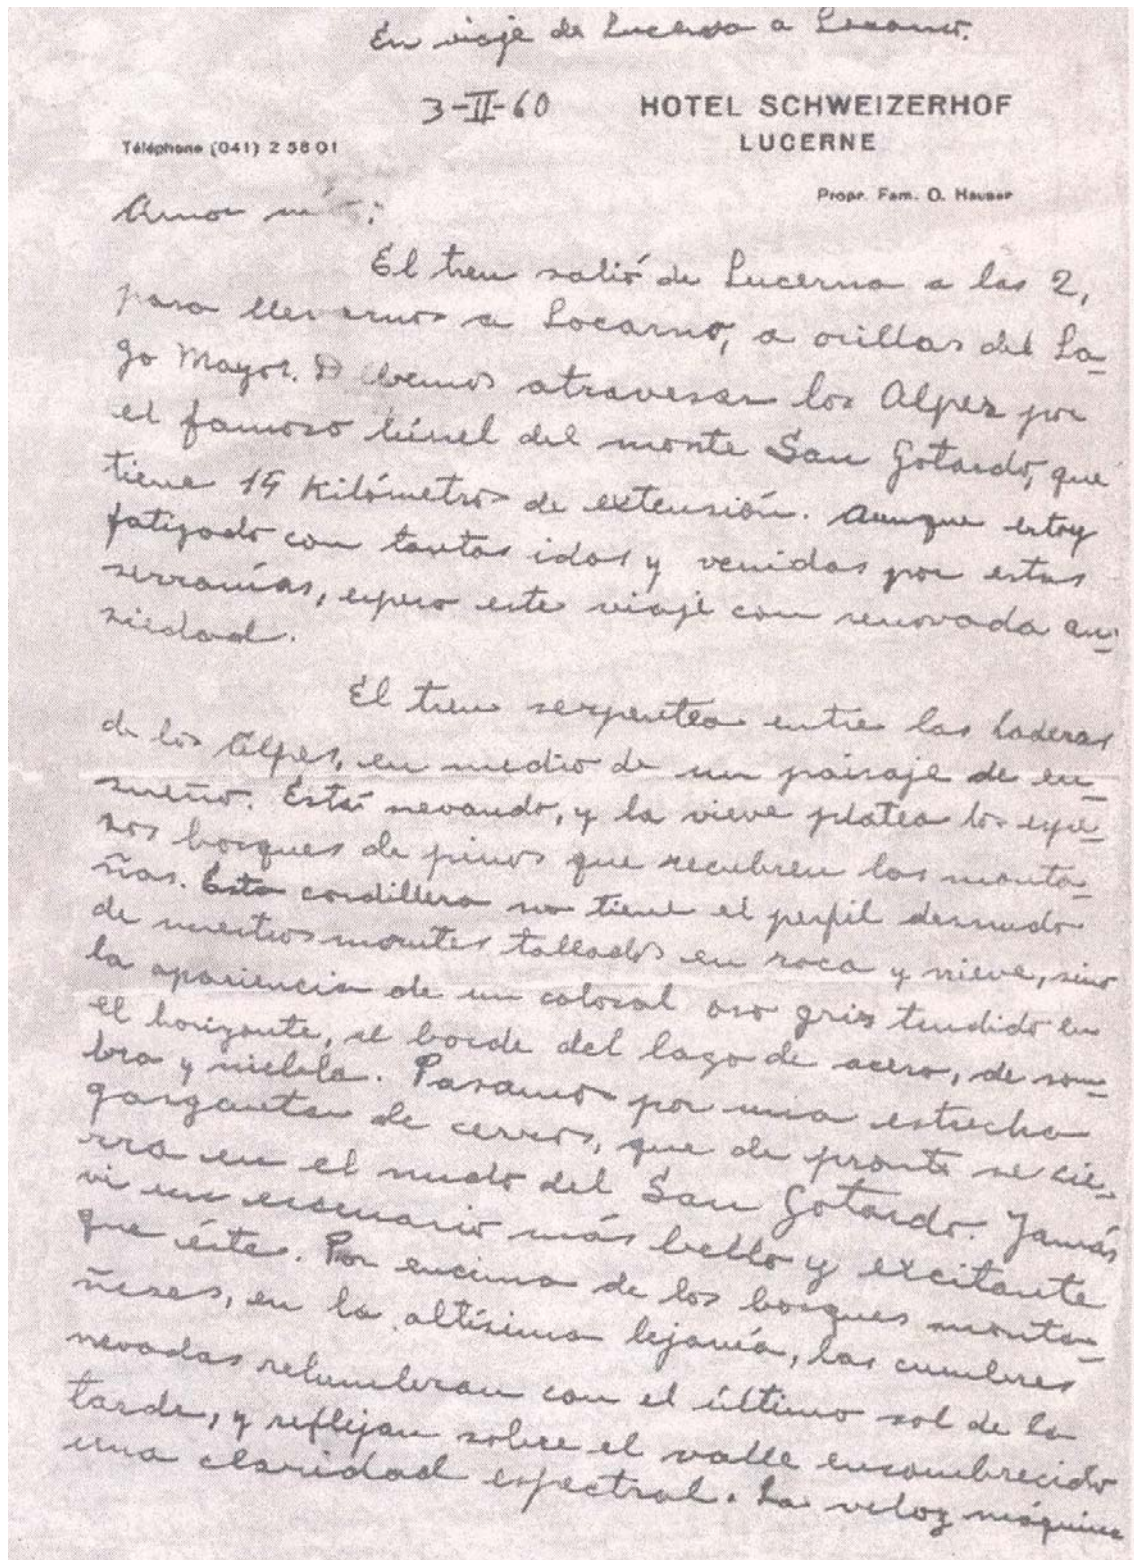 En viaje de Lucerna a Locarno.
3-II-60
HOTEL SCHWEIZERHOF
LUCERNE
Téléphone (041) 2 58 01
Propr. Fam. O. Hauser
Amor mío:
El tren salió de Lucerna a las 2,
para llevarnos a Locarno, a orillas del La-
go Mayor. Debemos atravesar los Alpes por
el famoso túnel del monte San Gotardo, que
tiene 15 kilómetros de extensión. Aunque estoy
fatigado con tantas idas y venidas por estas
serranías, espero este viaje con renovada an-
siedad.
El tren serpentea entre las laderas
de los Alpes, en medio de un paisaje de en-
sueño. Está nevando, y la nieve platea los espe-
sos bosques de pinos que recubren las monta-
ñas. Esta cordillera no tiene el perfil desnudo
de nuestros montes tallados en roca y nieve, sino
la apariencia de un colosal oso gris tendido en
el horizonte, al borde del lago de acero, de som-
bra y niebla. Pasamos por una estrecha
garganta de cerros, que de pronto se cie-
rra en el nudo del San Gotardo. Jamás
vi un escenario más bello y excitante
que éste. Por encima de los bosques monta-
ñeses, en la altísima lejanía, las cumbres
nevadas relumbran con el último sol de la
tarde, y reflejan sobre el valle ensombrecido
una claridad espectral. La veloz máquina